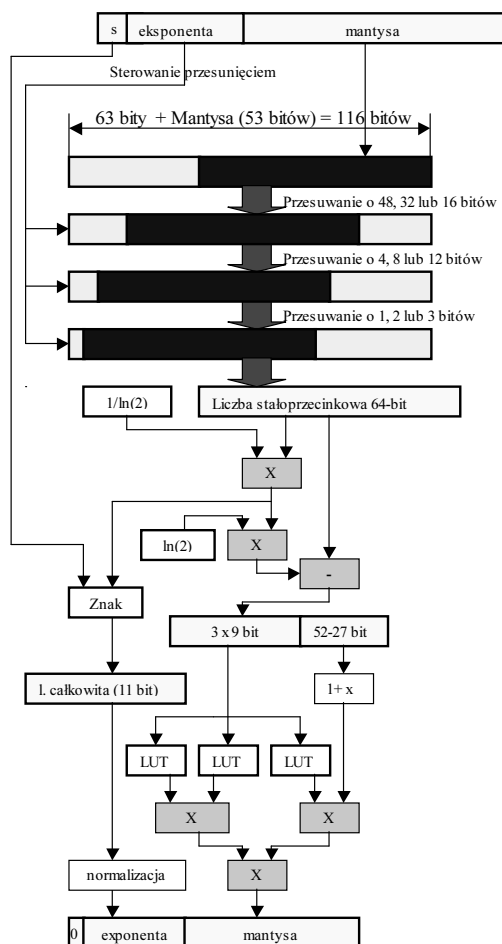 s eksponenta mantysa
Sterowanie przesunięciem
63 bity + Mantysa (53 bitów) = 116 bitów
Przesuwanie o 48, 32 lub 16 bitów
Przesuwanie o 4, 8 lub 12 bitów
Przesuwanie o 1, 2 lub 3 bitów
1/ln(2) Liczba stałoprzecinkowa 64-bit
X
ln(2) X
-
Znak
3 x 9 bit 52-27 bit
l. całkowita (11 bit) 1+ x
LUT LUT LUT
X X
normalizacja X
0 exponenta mantysa